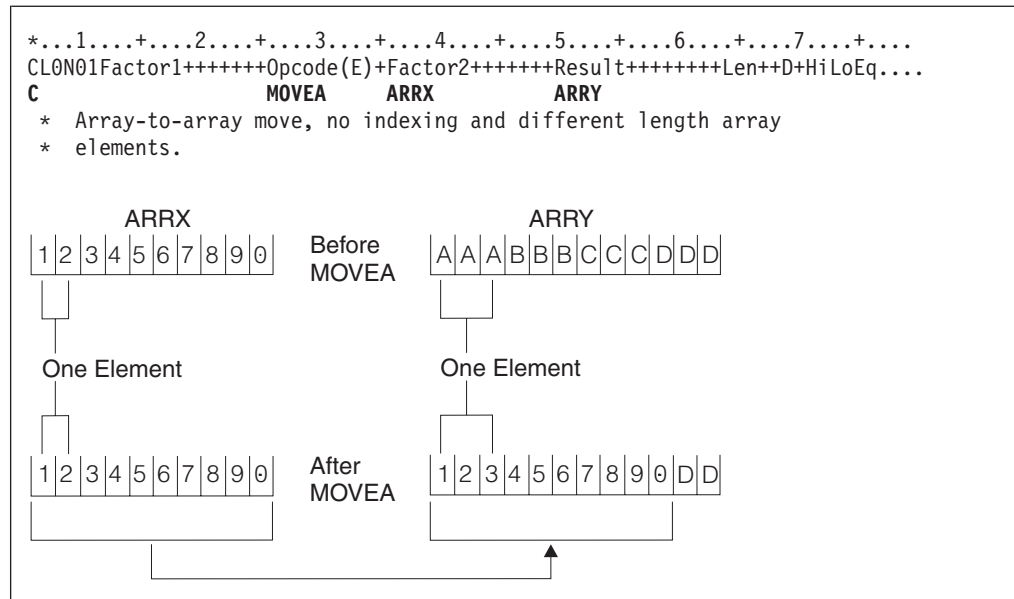 *...1....+....2....+....3....+....4....+....5....+....6....+....7....+....
CL0N01Factor1+++++++Opcode(E)+Factor2+++++++Result++++++++Len++D+HiLoEq....
C                    MOVEA     ARRX          ARRY
 *  Array-to-array move, no indexing and different length array
 *  elements.
ARRX ARRY
1 2 3 4 5 6 7 8 9 0 Before MOVEA A A A B B B C C C D D D
One Element One Element
1 2 3 4 5 6 7 8 9 0 After MOVEA 1 2 3 4 5 6 7 8 9 0 D D